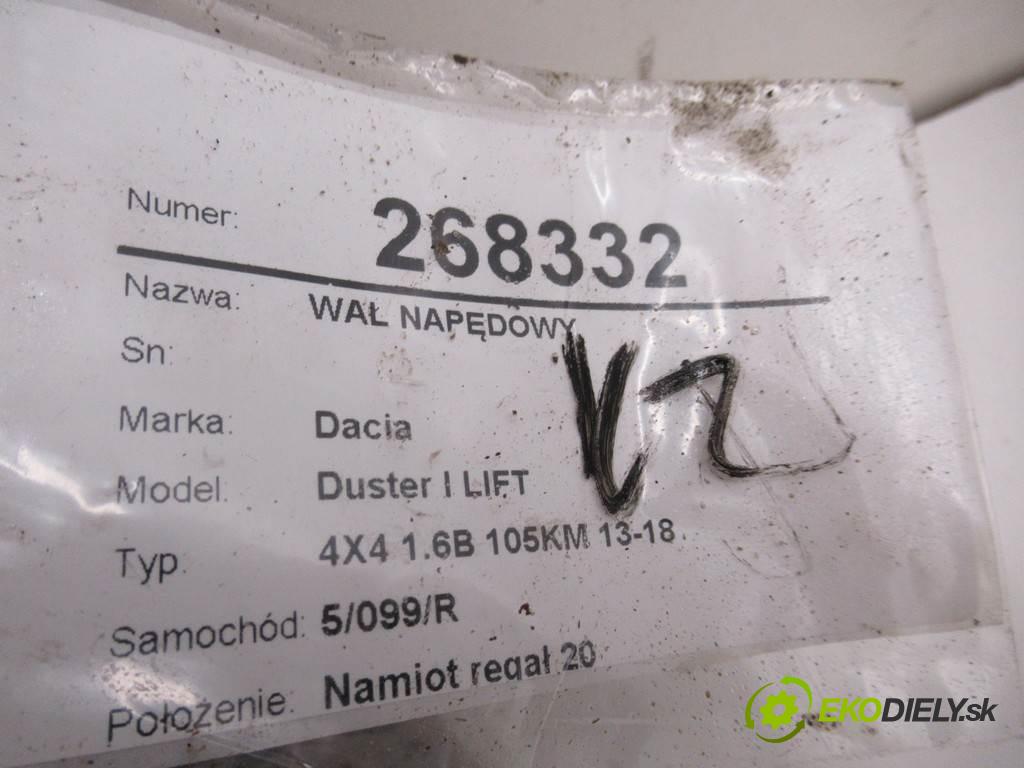 Numer: 268332
Nazwa: WAŁ NAPĘDOWY
Sn:
V2
Marka: Dacia
Model: Duster I LIFT
Typ: 4X4 1.6B 105KM 13-18
Samochód: 5/099/R
Położenie: Namiot regał 20
EKODIELY.sk